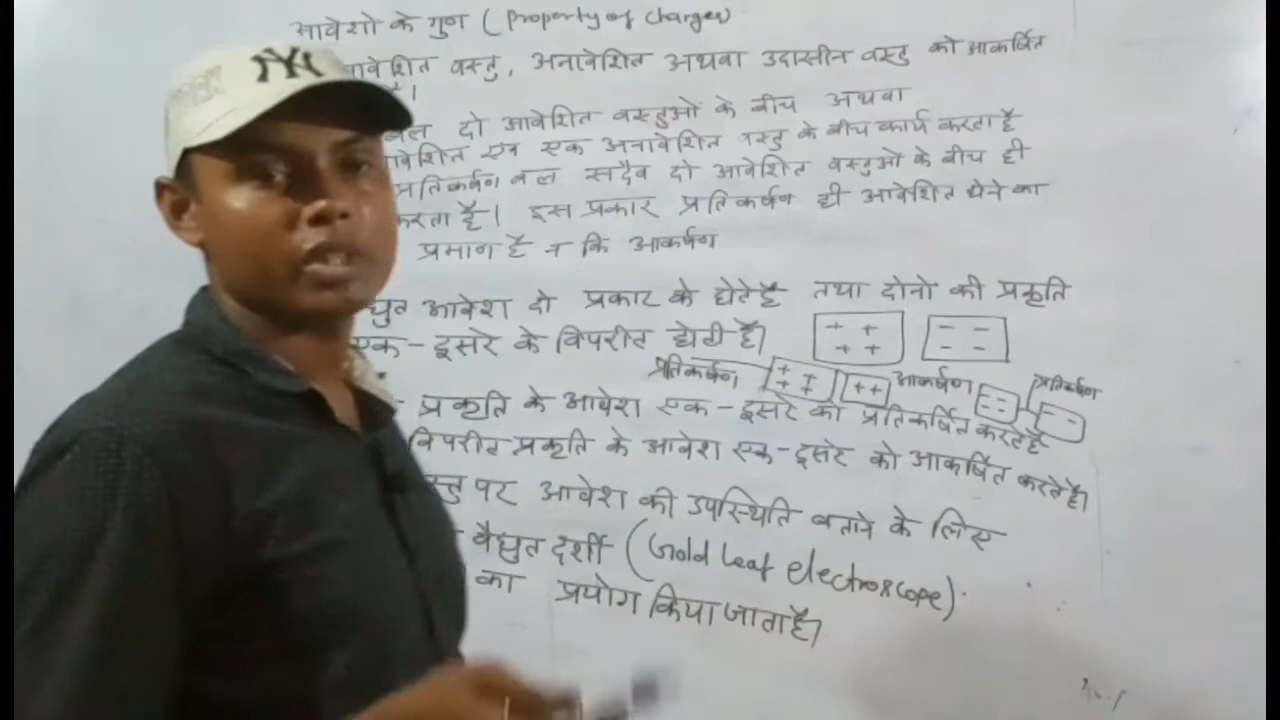 आवेशों के गुण (Property of charges)
NY
आवेशित वस्तु, अनावेशित अथवा उदासीन वस्तु को आकर्षित
है।
बल दो आवेशित वस्तुओं के बीच अथवा
आवेशित एवं एक अनावेशित वस्तु के बीच कार्य करता है
प्रतिकर्षण बल सदैव दो आवेशित वस्तुओं के बीच ही
करता है। इस प्रकार प्रतिकर्षण ही आवेशित होने का
प्रमाण है न कि आकर्षण
आवेश दो प्रकार के होते है तथा दोनो की प्रकृति
एक-दूसरे के विपरीत होती है।
+ + + +
- - - -
प्रतिकर्षण + + + + + + आकर्षण - - - प्रतिकर्षण
प्रकृति के आवेश एक-दूसरे को प्रतिकर्षित करते है
विपरीत प्रकृति के आवेश एक-दूसरे को आकर्षित करते है।
पर आवेश की उपस्थिति बताने के लिए
वैधुत दर्शी (Gold Leaf electroscope)
का प्रयोग किया जाता है।